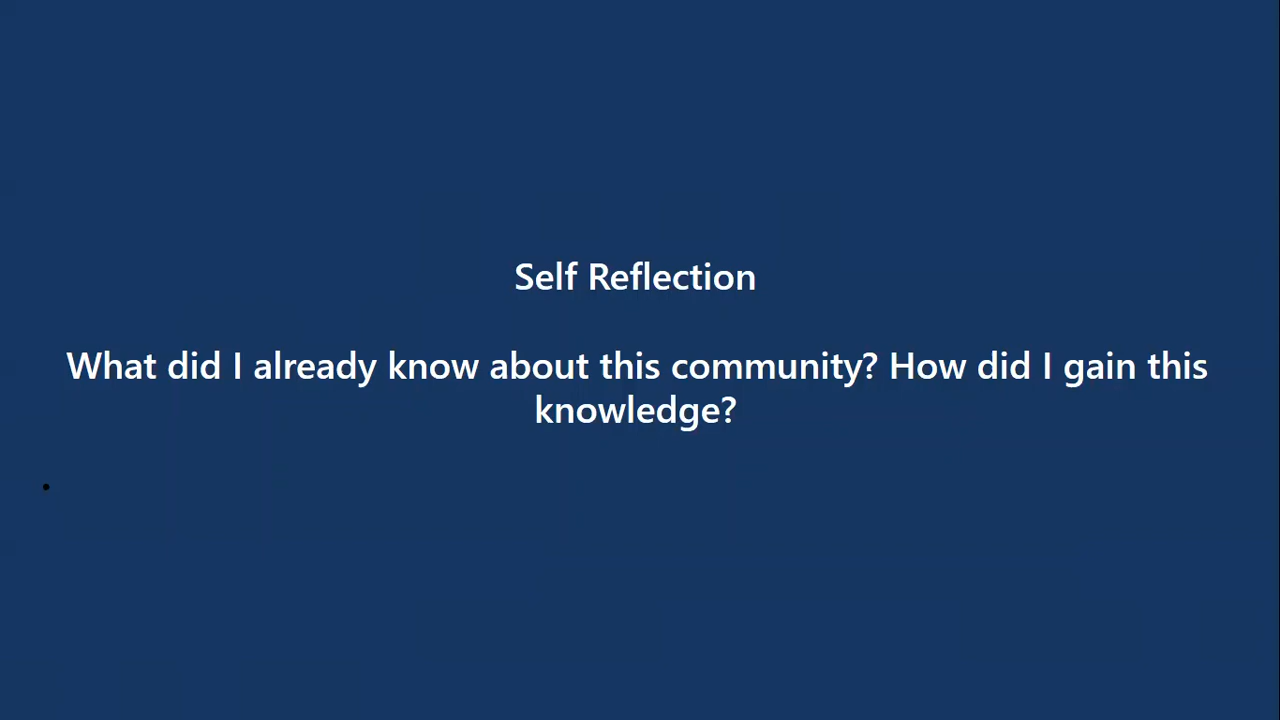 Self Reflection
What did I already know about this community? How did I gain this
knowledge?